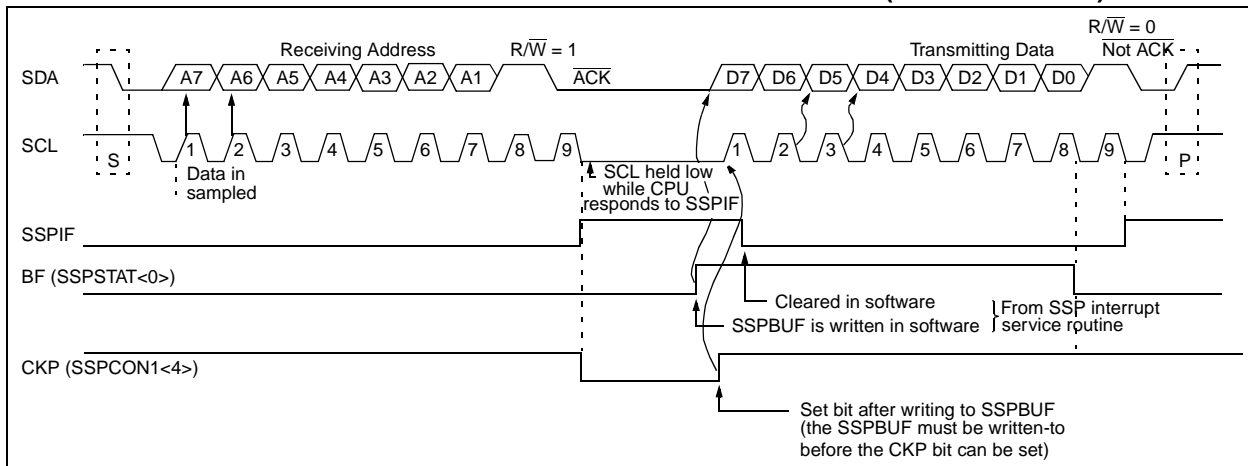 R/W = 0
Receiving Address R/W = 1 Transmitting Data Not ACK
SDA A7 A6 A5 A4 A3 A2 A1 ACK D7 D6 D5 D4 D3 D2 D1 D0
SCL S 1 2 3 4 5 6 7 8 9 1 2 3 4 5 6 7 8 9 P
Data in
sampled
SCL held low
while CPU
responds to SSPIF
SSPIF
BF (SSPSTAT<0>)
Cleared in software
SSPBUF is written in software
From SSP interrupt
service routine
CKP (SSPCON1<4>)
Set bit after writing to SSPBUF
(the SSPBUF must be written-to
before the CKP bit can be set)